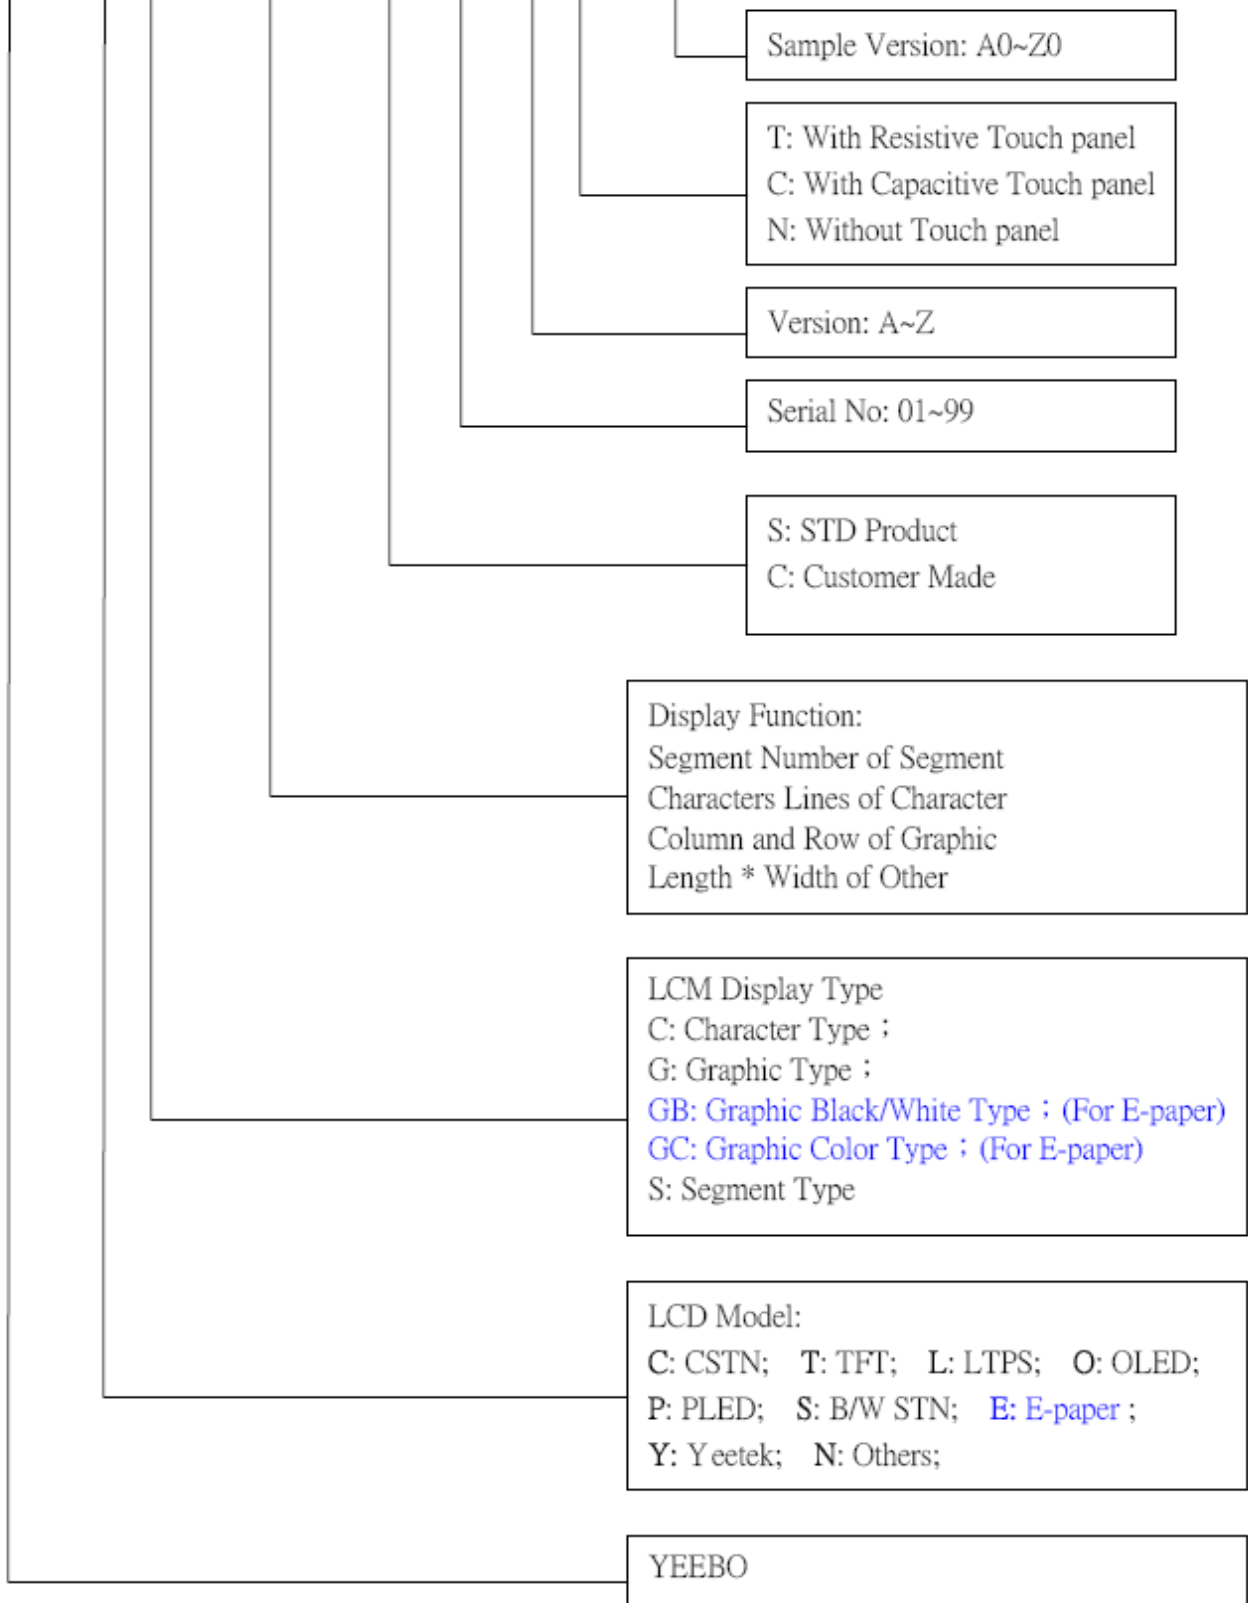 Sample Version: A0~Z0
T: With Resistive Touch panel
C: With Capacitive Touch panel
N: Without Touch panel
Version: A~Z
Serial No: 01~99
S: STD Product
C: Customer Made
Display Function:
Segment Number of Segment
Characters Lines of Character
Column and Row of Graphic
Length * Width of Other
LCM Display Type
C: Character Type；
G: Graphic Type；
GB: Graphic Black/White Type；(For E-paper)
GC: Graphic Color Type；(For E-paper)
S: Segment Type
LCD Model:
C: CSTN; T: TFT; L: LTPS; O: OLED;
P: PLED; S: B/W STN; E: E-paper ;
Y: Yeetek; N: Others;
YEEBO